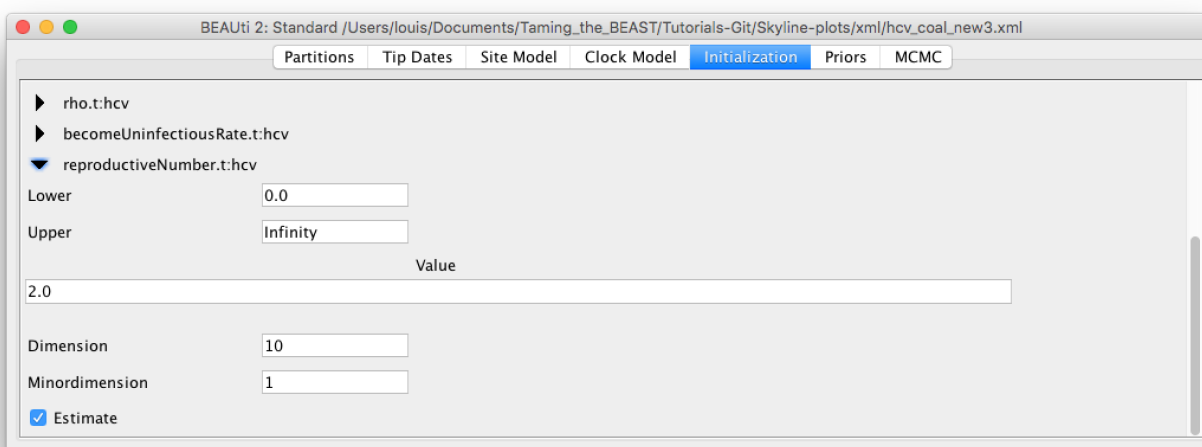 BEAUti 2: Standard /Users/louis/Documents/Taming_the_BEAST/Tutorials-Git/Skyline-plots/xml/hcv_coal_new3.xml
Partitions Tip Dates Site Model Clock Model Initialization Priors MCMC
rho.t:hcv
becomeUninfectiousRate.t:hcv
reproductiveNumber.t:hcv
Lower 0.0
Upper Infinity
Value
2.0
Dimension 10
Minordimension 1
Estimate